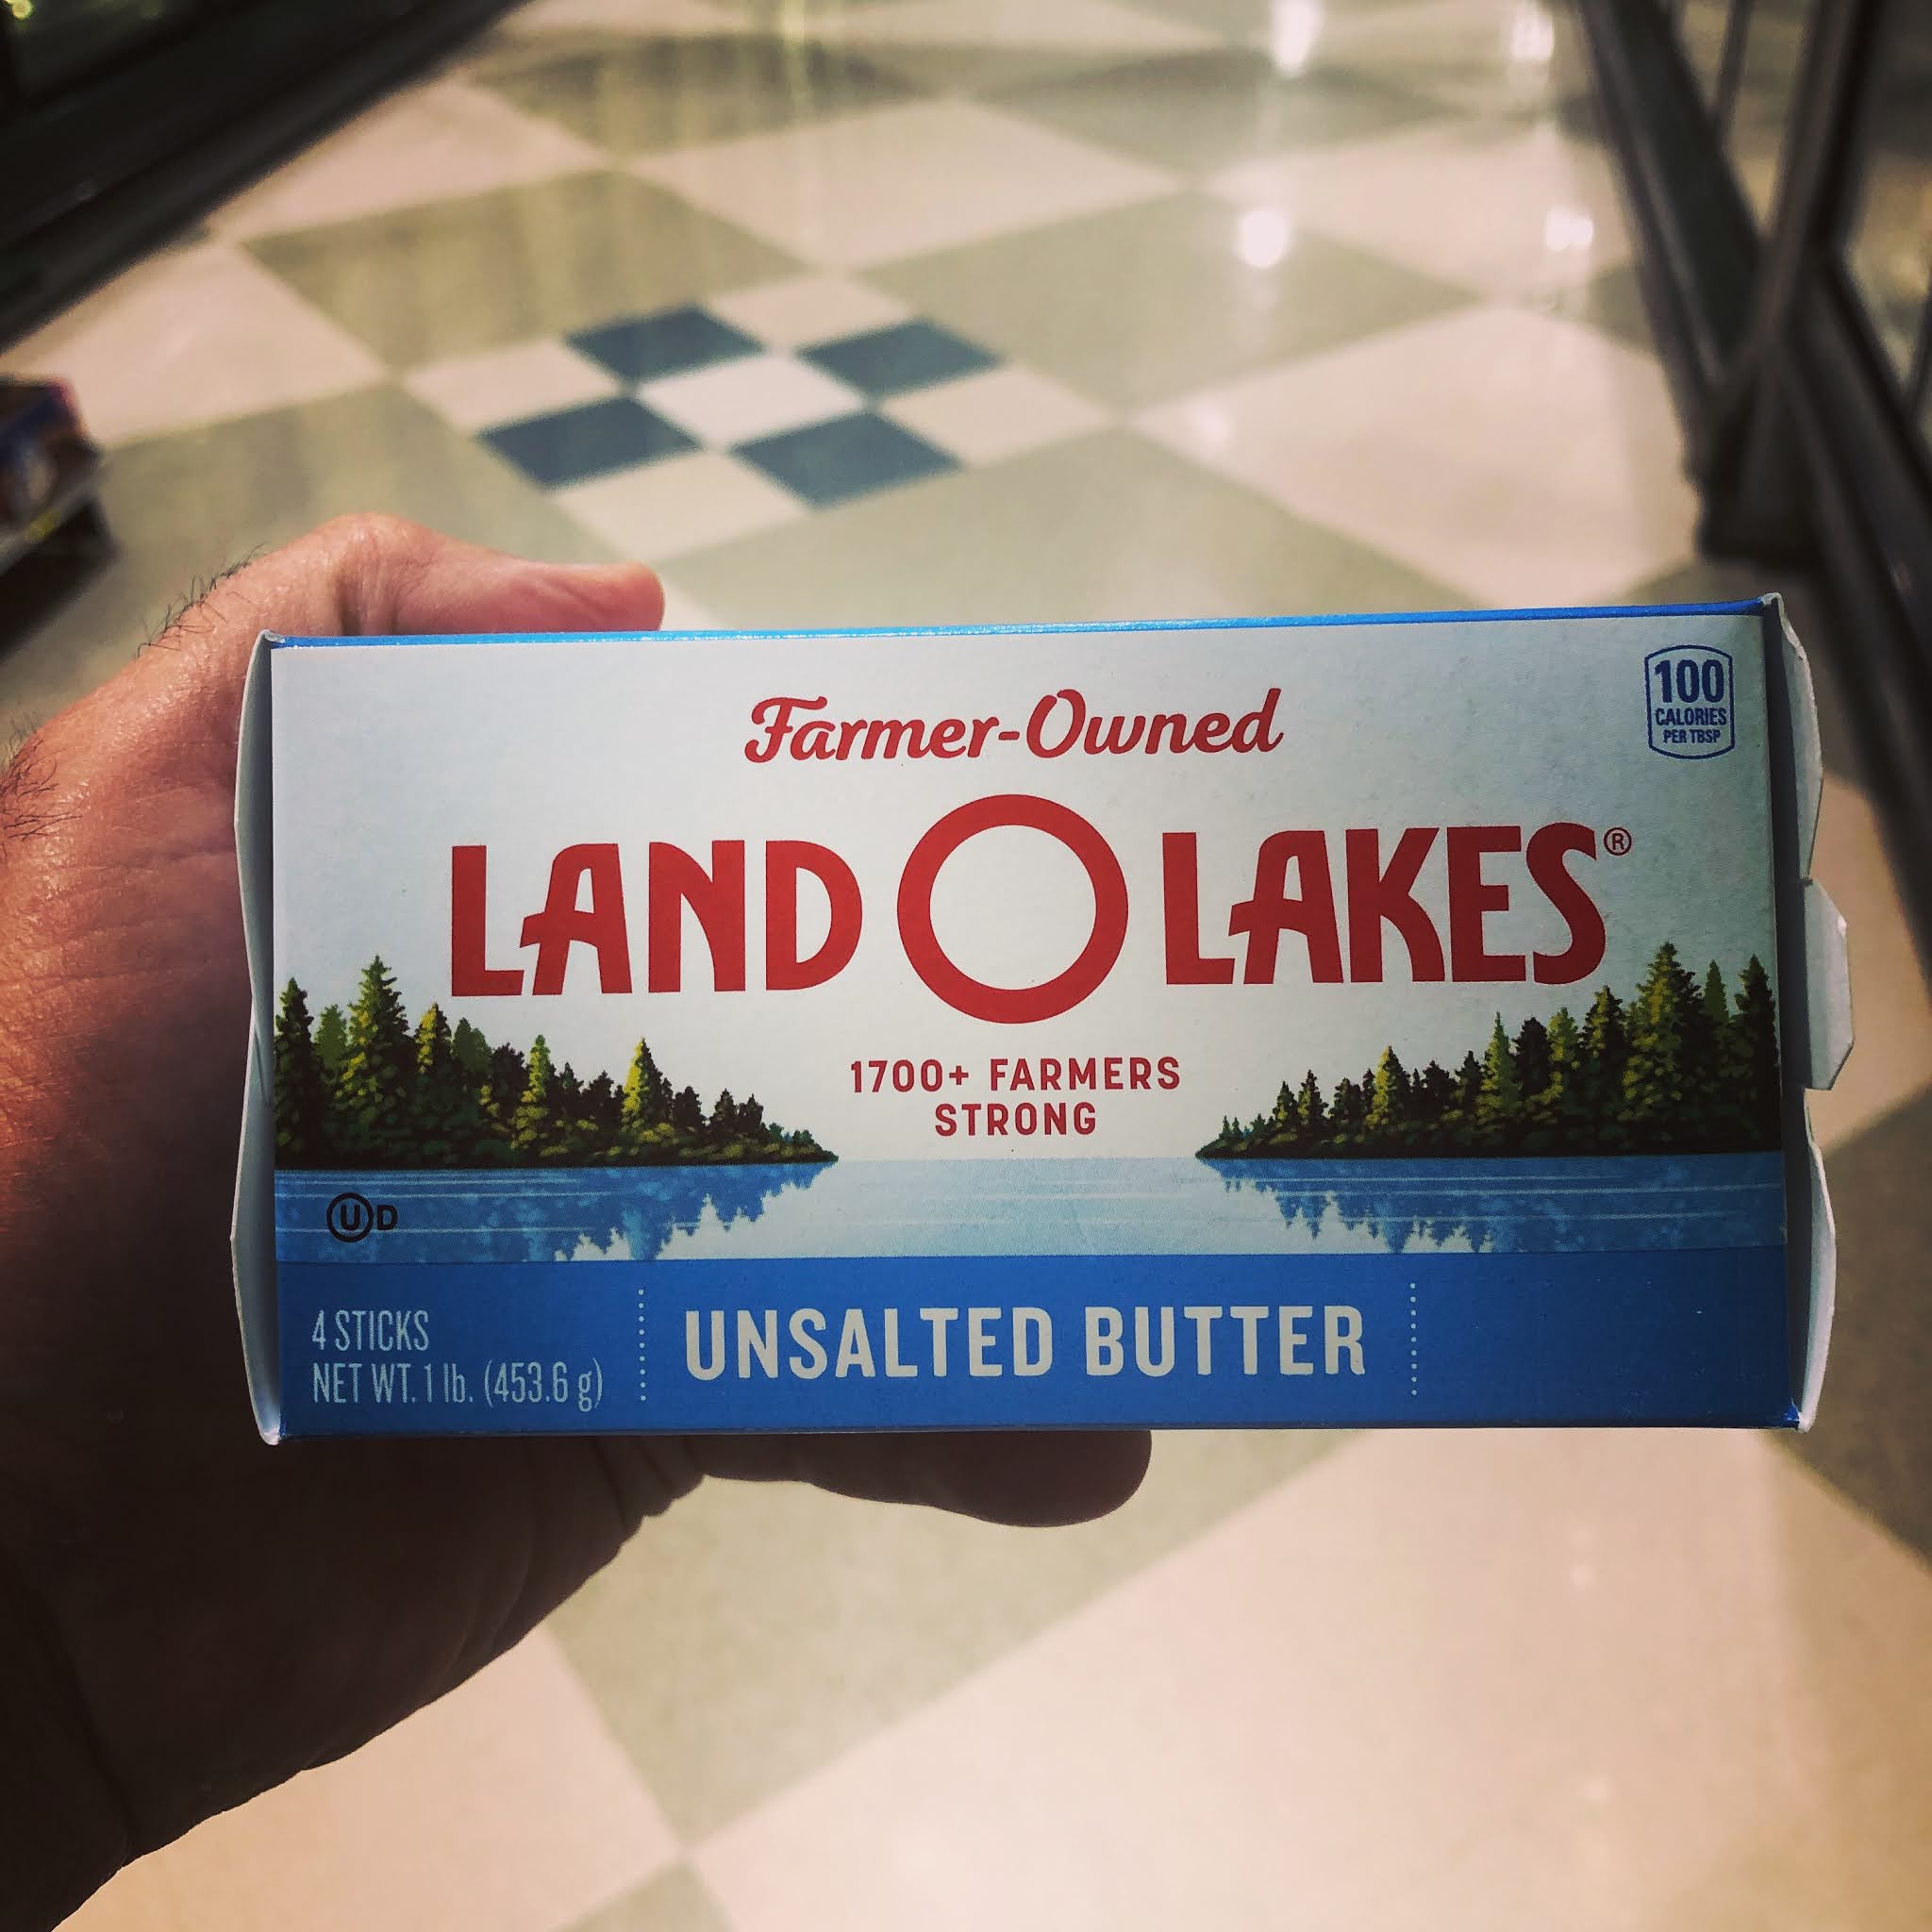 Farmer-Owned
100
CALORIES
PER TBSP
LAND O LAKES®
1700+ FARMERS
STRONG
U D
4 STICKS
NET WT. 1 lb. (453.6 g)
UNSALTED BUTTER